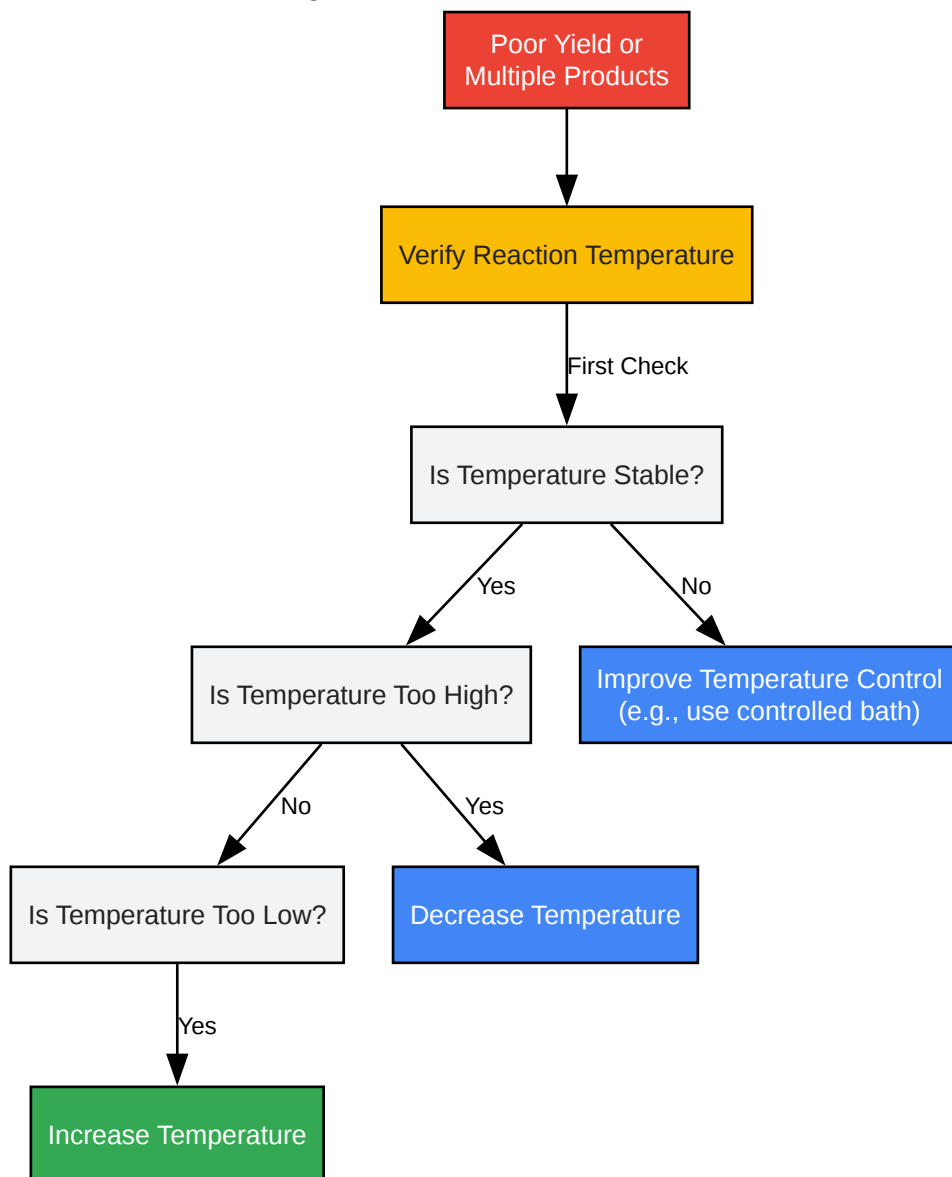 Poor Yield or
Multiple Products
Verify Reaction Temperature
First Check
Is Temperature Stable?
Yes
No
Is Temperature Too High?
Improve Temperature Control
(e.g., use controlled bath)
No
Yes
Is Temperature Too Low?
Decrease Temperature
Yes
Increase Temperature